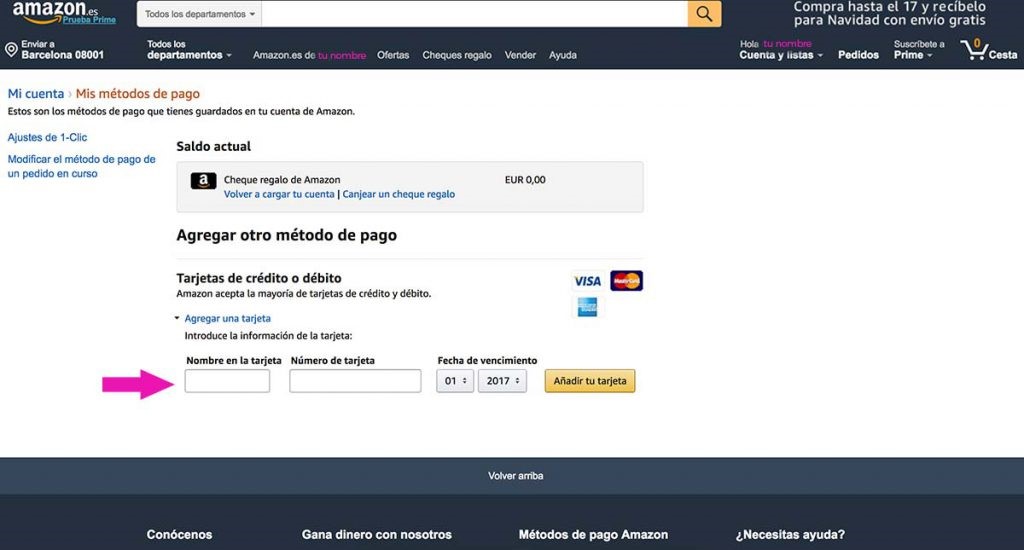 amazon.es
Prueba Prime
Todos los departamentos
Compra hasta el 17 y recíbelo
para Navidad con envío gratis
Enviar a
Barcelona 08001
Todos los
departamentos
Amazon.es de tu nombre
Ofertas
Cheques regalo
Vender
Ayuda
Hola tu nombre
Cuenta y listas
Pedidos
Suscríbete a
Prime
0
Cesta
Mi cuenta › Mis métodos de pago
Estos son los métodos de pago que tienes guardados en tu cuenta de Amazon.
Ajustes de 1-Clic
Modificar el método de pago de
un pedido en curso
Saldo actual
a
Cheque regalo de Amazon
EUR 0,00
Volver a cargar tu cuenta | Canjear un cheque regalo
Agregar otro método de pago
Tarjetas de crédito o débito
Amazon acepta la mayoría de tarjetas de crédito y débito.
VISA
MasterCard
Agregar una tarjeta
Introduce la información de la tarjeta:
Nombre en la tarjeta
Número de tarjeta
Fecha de vencimiento
01
2017
Añadir tu tarjeta
Volver arriba
Conócenos
Gana dinero con nosotros
Métodos de pago Amazon
¿Necesitas ayuda?